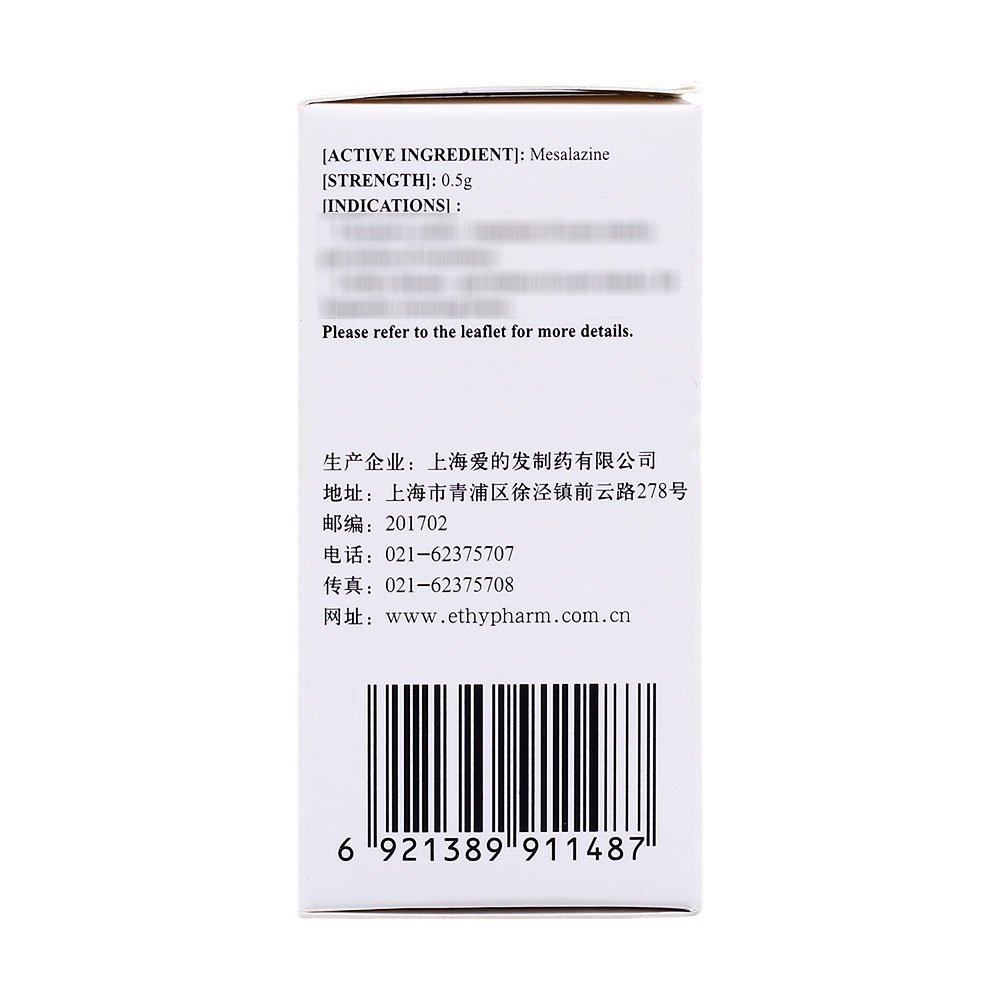 [ACTIVE INGREDIENT]: Mesalazine
[STRENGTH]: 0.5g
[INDICATIONS] :
Please refer to the leaflet for more details.
生产企业：上海爱的发制药有限公司
地址：上海市青浦区徐泾镇前云路278号
邮编：201702
电话：021-62375707
传真：021-62375708
网址：www.ethypharm.com.cn
6 921389 911487